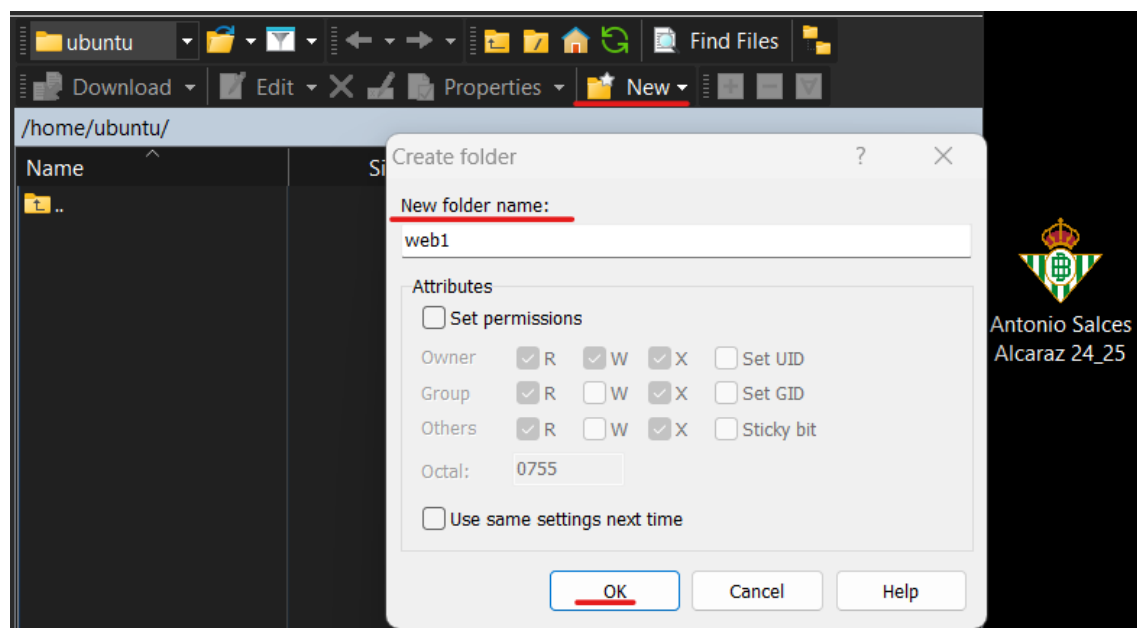 ubuntu Find Files
Download Edit Properties New
/home/ubuntu/
Name Si
..
Create folder ?
New folder name:
web1
Attributes
Set permissions
Owner R W X Set UID
Group R W X Set GID
Others R W X Sticky bit
Octal: 0755
Use same settings next time
OK Cancel Help
Antonio Salces
Alcaraz 24_25